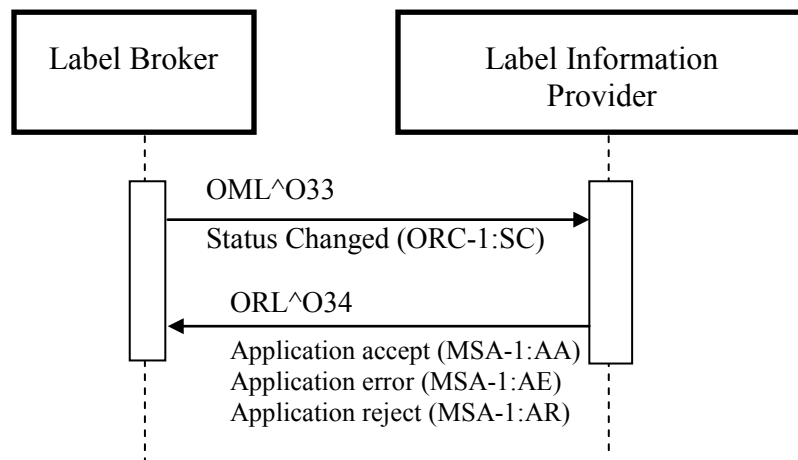 Label Broker
Label Information
Provider
OML^O33
Status Changed (ORC-1:SC)
ORL^O34
Application accept (MSA-1:AA)
Application error (MSA-1:AE)
Application reject (MSA-1:AR)